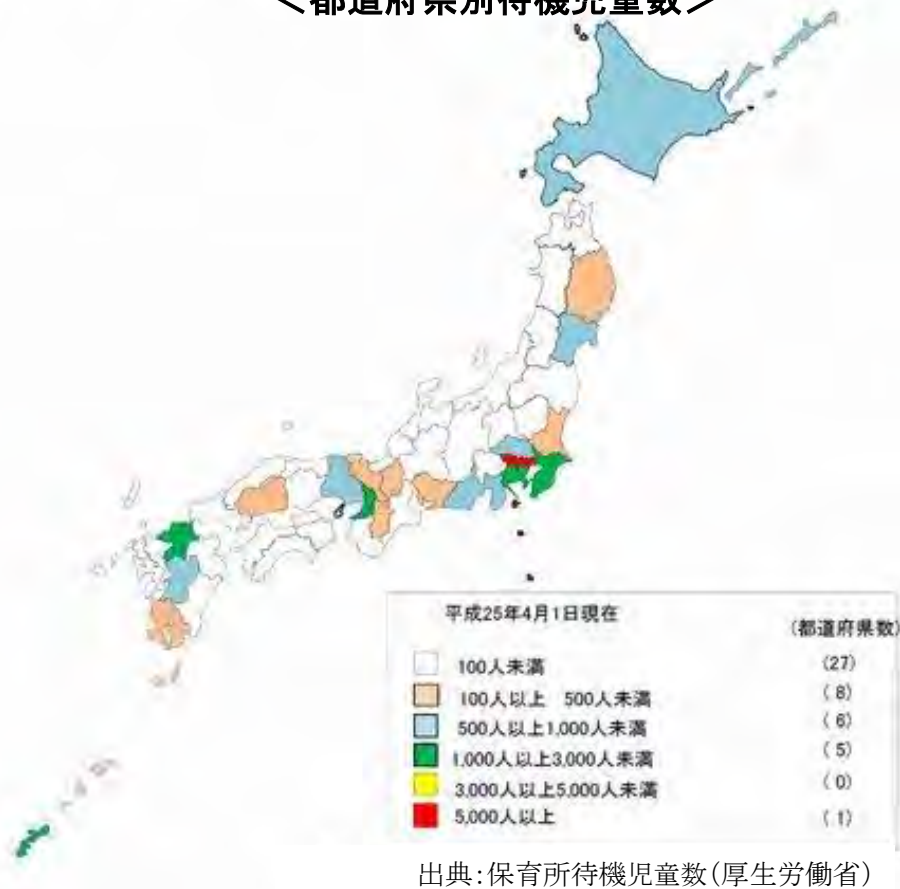 ＜都道府県別待機児童数＞
平成25年4月1日現在
(都道府県数)
100人未満 (27)
100人以上 500人未満 ( 8)
500人以上1,000人未満 ( 6)
1,000人以上3,000人未満 ( 5)
3,000人以上5,000人未満 ( 0)
5,000人以上 ( 1)
出典:保育所待機児童数(厚生労働省)